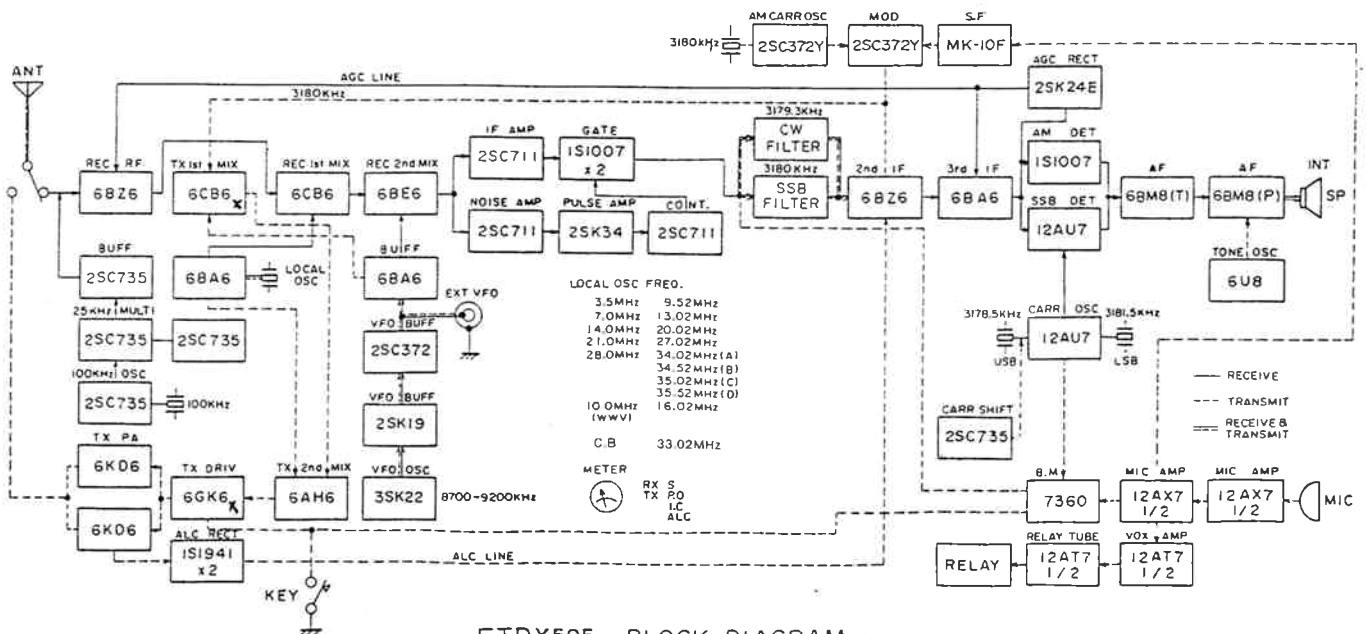 AM CARR OSC
MOD
S.F
3180KHz
2SC372Y
2SC372Y
MK-10F
ANT
AGC LINE
AGC RECT
2SK24E
3180KHz
3179.3KHz
CW
FILTER
IF AMP
2SC711
GATE
1S1007
x2
AM DET
1S1007
REC RF
6BZ6
TX 1st MIX
6CB6
REC 1st MIX
6CB6
REC 2nd MIX
6BE6
3180KHz
SSB
FILTER
2nd IF
6BZ6
3rd IF
6BA6
AF
6BM8(T)
AF
6BM8(P)
INT
SP
NOISE AMP
2SC711
PULSE AMP
2SK34
CONT.
2SC711
SSB DET
12AU7
BUFF
2SC735
6BA6
LOCAL
OSC
BUFF
6BA6
EXT VFO
TONE OSC
6U8
LOCAL OSC FREQ.
3.5MHz 9.52MHz
7.0MHz 13.02MHz
14.0MHz 20.02MHz
21.0MHz 27.02MHz
28.0MHz 34.02MHz(A)
34.52MHz(B)
35.02MHz(C)
35.52MHz(D)
10.0MHz 16.02MHz
(WWV)
C.B 33.02MHz
25KHz MULTI
2SC735
2SC735
VFO BUFF
2SC372
3178.5KHz
USB
CARR OSC
12AU7
3181.5KHz
LSB
100KHz OSC
2SC735
100KHz
VFO BUFF
2SK19
RECEIVE
TRANSMIT
RECEIVE &
TRANSMIT
CARR SHIFT
2SC735
TX PA
6KD6
6KD6
TX DRIV
6GK6
TX 2nd MIX
6AH6
VFO OSC
3SK22
8700-9200KHz
METER
RX S
TX P.O
I.C
ALC
B.M
7360
MIC AMP
12AX7
1/2
MIC AMP
12AX7
1/2
MIC
ALC RECT
1S1941
x2
ALC LINE
RELAY
RELAY TUBE
12AT7
1/2
VOX AMP
12AT7
1/2
KEY